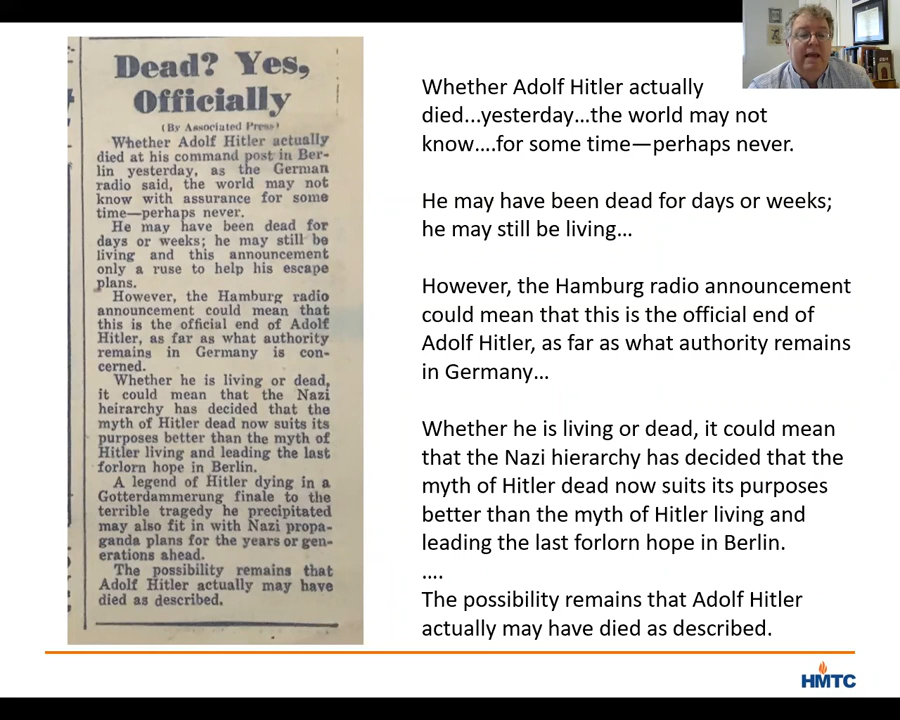 Dead? Yes,
Officially
(By Associated Press)
Whether Adolf Hitler actually
died at his command post in Ber-
lin yesterday, as the German
radio said, the world may not
know with assurance for some
time—perhaps never.
He may have been dead for
days or weeks; he may still be
living and this announcement
only a ruse to help his escape
plans.
However, the Hamburg radio
announcement could mean that
this is the official end of Adolf
Hitler, as far as what authority
remains in Germany is con-
cerned.
Whether he is living or dead,
it could mean that the Nazi
heirarchy has decided that the
myth of Hitler dead now suits its
purposes better than the myth of
Hitler living and leading the last
forlorn hope in Berlin.
A legend of Hitler dying in a
Gotterdammerung finale to the
terrible tragedy he precipitated
may also fit in with Nazi propa-
ganda plans for the years or gen-
erations ahead.
The possibility remains that
Adolf Hitler actually may have
died as described.
Whether Adolf Hitler actually
died...yesterday...the world may not
know....for some time—perhaps never.
He may have been dead for days or weeks;
he may still be living...
However, the Hamburg radio announcement
could mean that this is the official end of
Adolf Hitler, as far as what authority remains
in Germany...
Whether he is living or dead, it could mean
that the Nazi hierarchy has decided that the
myth of Hitler dead now suits its purposes
better than the myth of Hitler living and
leading the last forlorn hope in Berlin.
....
The possibility remains that Adolf Hitler
actually may have died as described.
HMTC